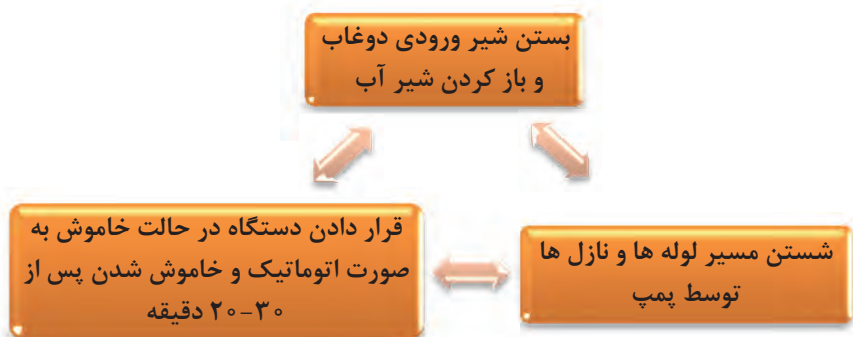 بستن شیر ورودی دوغاب
و باز کردن شیر آب
قرار دادن دستگاه در حالت خاموش به
صورت اتوماتیک و خاموش شدن پس از
۲۰-۳۰ دقیقه
شستن مسیر لوله ها و نازل ها
توسط پمپ